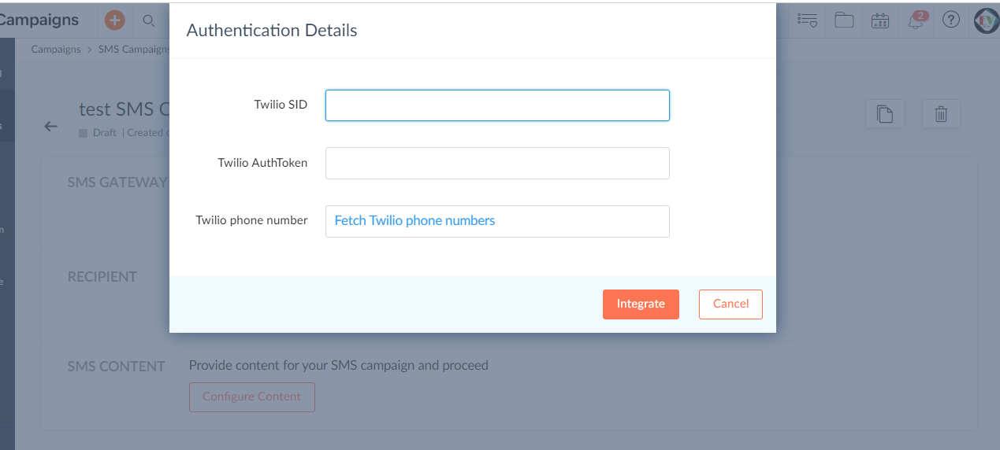 Campaigns
2
?
Campaigns > SMS Campaigns
Authentication Details
Twilio SID
test SMS C
Draft | Created
Twilio AuthToken
SMS GATEWAY
Twilio phone number
Fetch Twilio phone numbers
RECIPIENT
Integrate
Cancel
SMS CONTENT
Provide content for your SMS campaign and proceed
Configure Content